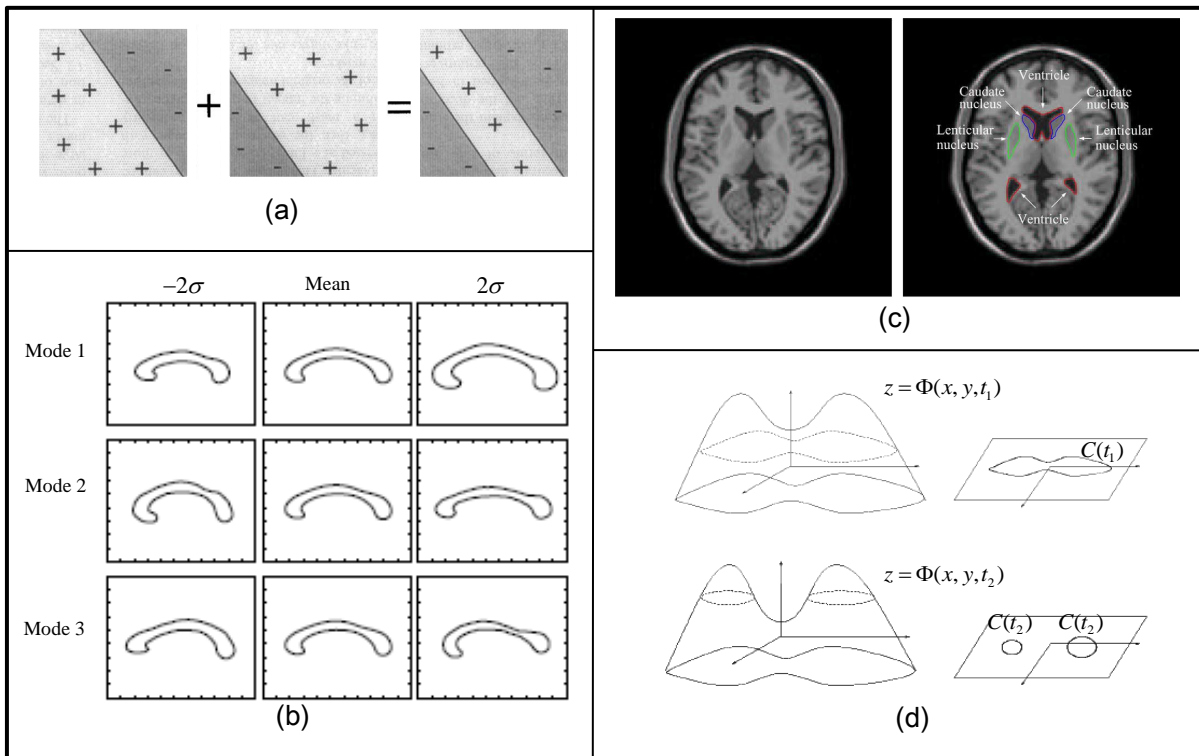 + + + + + + + + - - -
+
+ + + + + - - -
=
+ + + + - - - - -
(a)
−2σ Mean 2σ
Mode 1
Mode 2
Mode 3
(b)
Ventricle
Caudate
nucleus
Caudate
nucleus
Lenticular
nucleus
Lenticular
nucleus
Ventricle
(c)
z = Φ(x, y, t₁)
C(t₁)
z = Φ(x, y, t₂)
C(t₂) C(t₂)
(d)